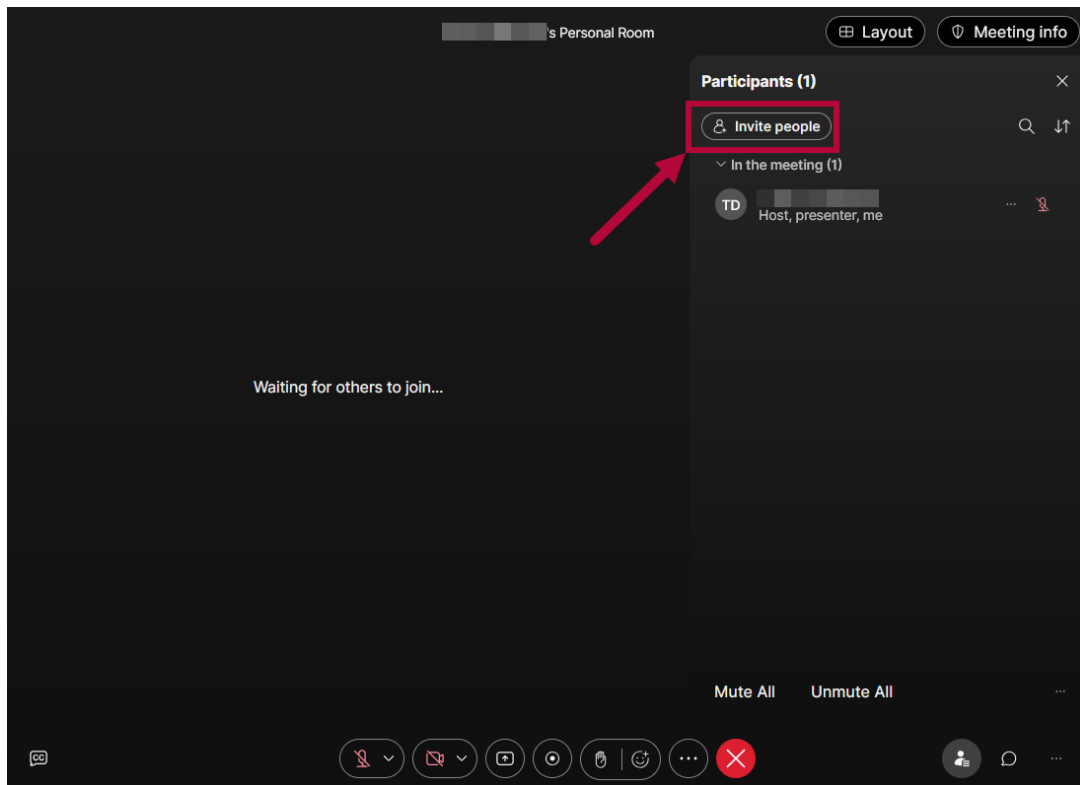 's Personal Room
Layout
Meeting info
Participants (1)
Invite people
In the meeting (1)
TD
Host, presenter, me
Waiting for others to join...
Mute All
Unmute All
CC